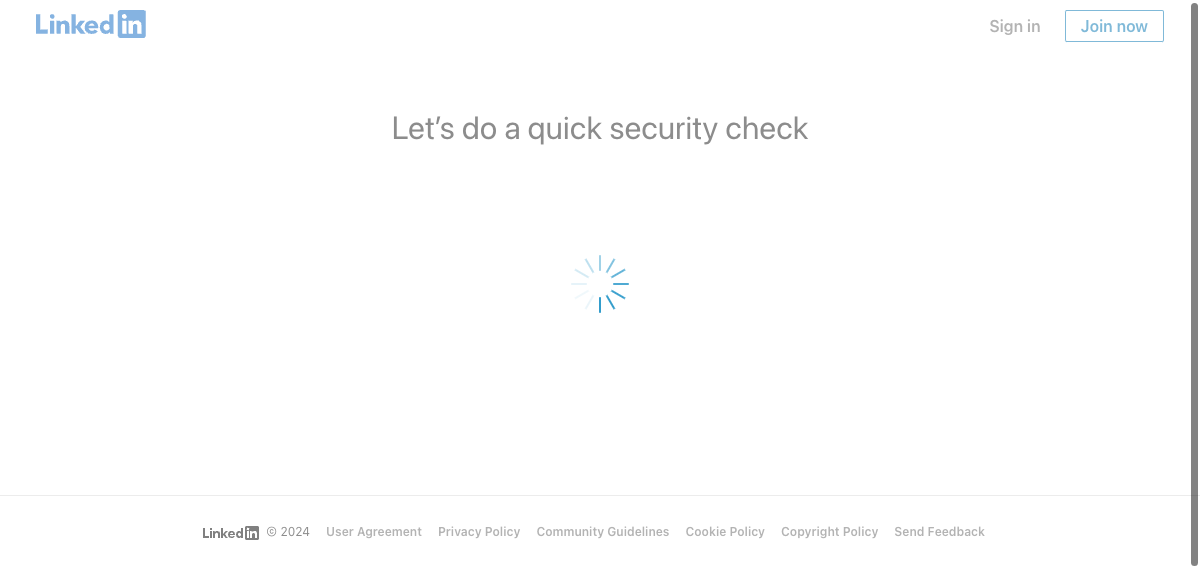 LinkedIn
Sign in
Join now
Let’s do a quick security check
LinkedIn © 2024 User Agreement Privacy Policy Community Guidelines Cookie Policy Copyright Policy Send Feedback